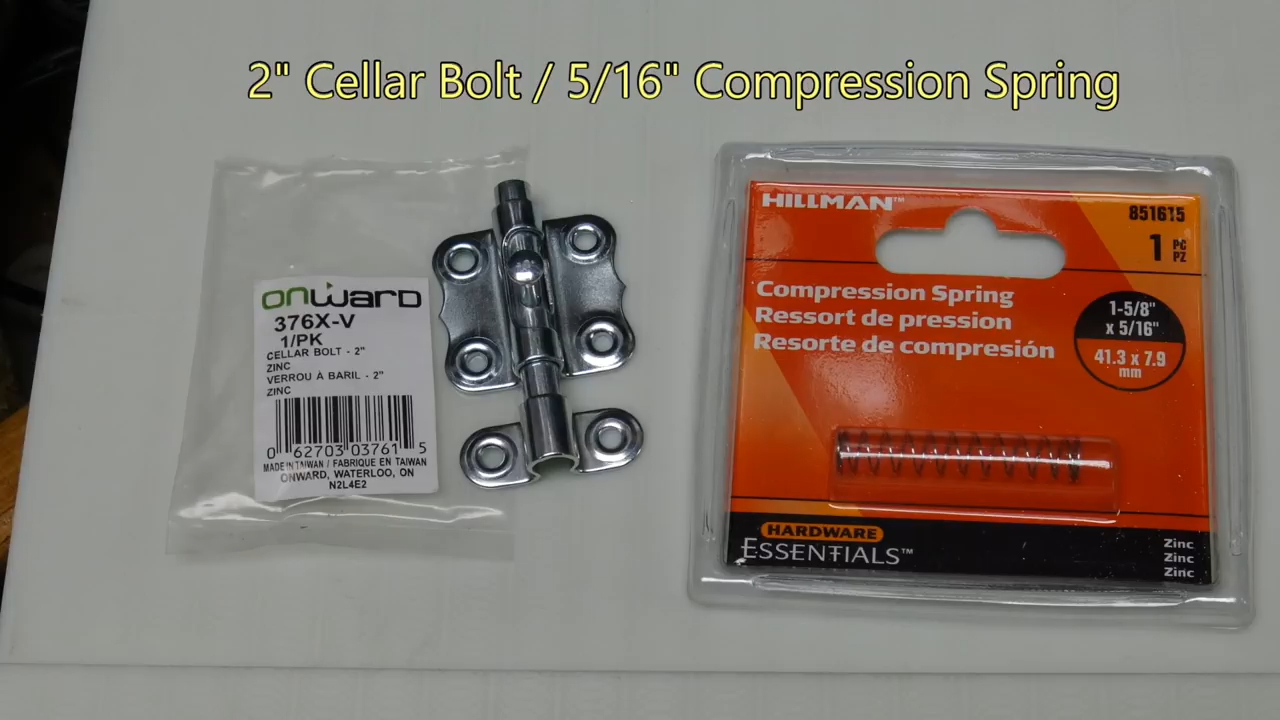 2" Cellar Bolt / 5/16" Compression Spring
onward
376X-V
1/PK
CELLAR BOLT - 2"
ZINC
VERROU À BARIL - 2"
ZINC
0 62703 03761 5
MADE IN TAIWAN / FABRIQUE EN TAIWAN
ONWARD, WATERLOO, ON
N2L4E2
HILLMAN™
851615
1 PC
PZ
Compression Spring
Ressort de pression
Resorte de compresión
1-5/8"
x 5/16"
41.3 x 7.9
mm
HARDWARE
ESSENTIALS™
Zinc
Zinc
Zinc